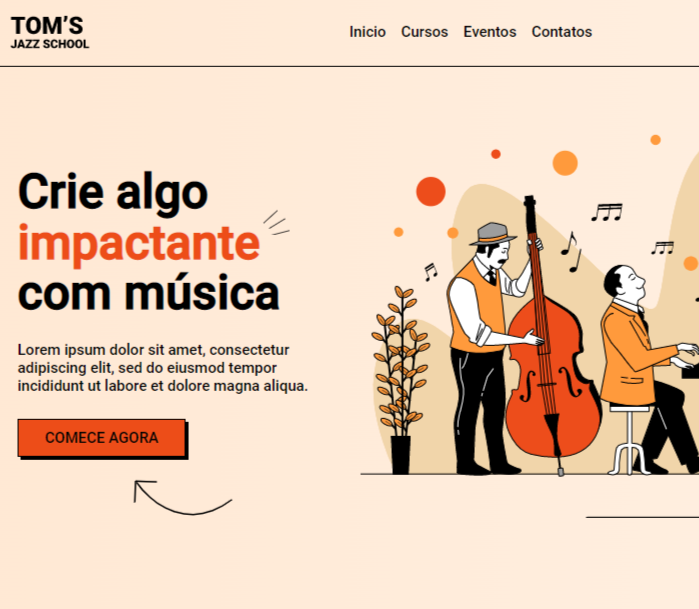 TOM'S
JAZZ SCHOOL
Inicio Cursos Eventos Contatos
Crie algo
impactante
com música
Lorem ipsum dolor sit amet, consectetur
adipiscing elit, sed do eiusmod tempor
incididunt ut labore et dolore magna aliqua.
COMECE AGORA